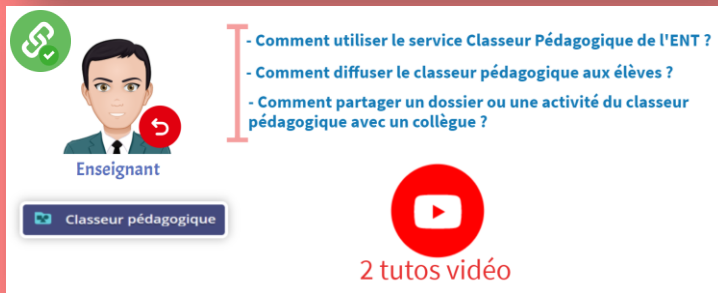 - Comment utiliser le service Classeur Pédagogique de l'ENT ?
- Comment diffuser le classeur pédagogique aux élèves ?
- Comment partager un dossier ou une activité du classeur
pédagogique avec un collègue ?
Enseignant
Classeur pédagogique
2 tutos vidéo